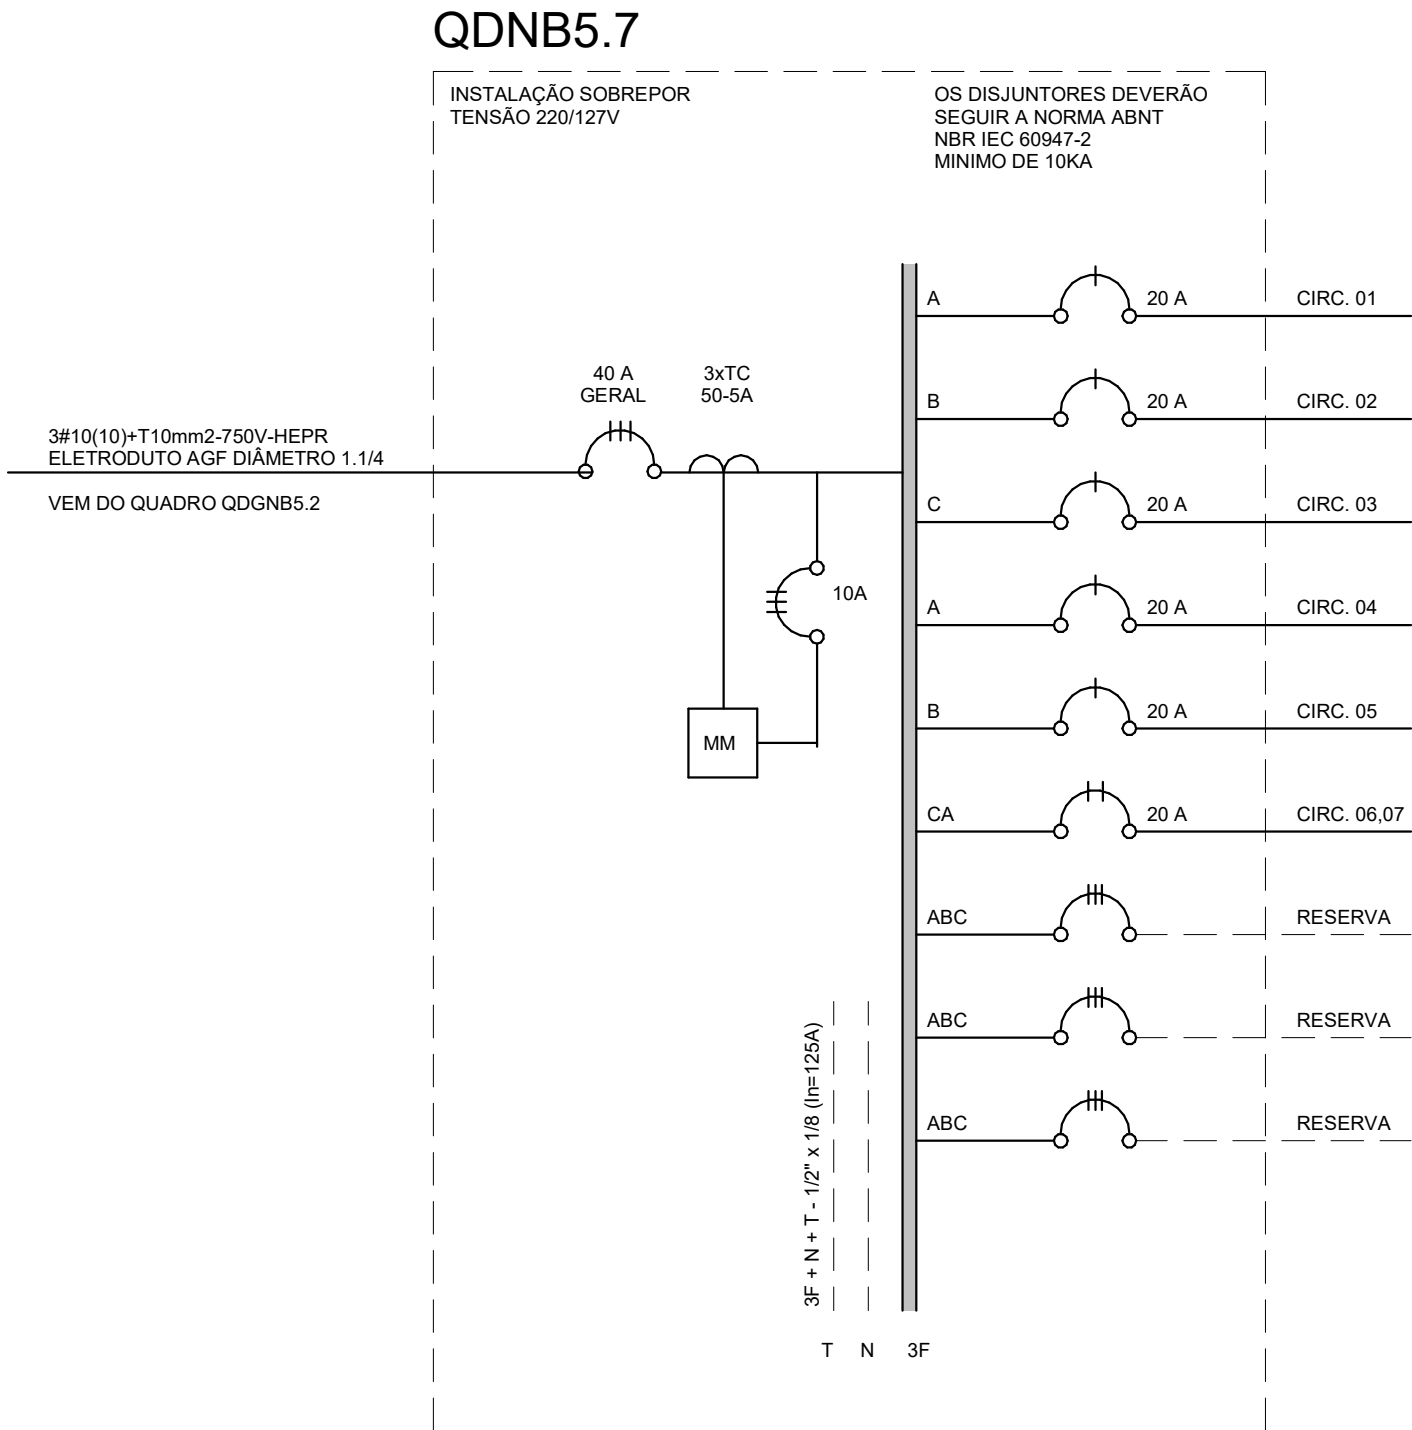 QDNB5.7
INSTALAÇÃO SOBREPOR
TENSÃO 220/127V
OS DISJUNTORES DEVERÃO
SEGUIR A NORMA ABNT
NBR IEC 60947-2
MINIMO DE 10KA
3#10(10)+T10mm2-750V-HEPR
ELETRODUTO AGF DIÂMETRO 1.1/4
VEM DO QUADRO QDGNB5.2
40 A
GERAL
3xTC
50-5A
10A
MM
A 20 A CIRC. 01
B 20 A CIRC. 02
C 20 A CIRC. 03
A 20 A CIRC. 04
B 20 A CIRC. 05
CA 20 A CIRC. 06,07
ABC RESERVA
ABC RESERVA
ABC RESERVA
3F + N + T - 1/2" x 1/8 (In=125A)
T N 3F